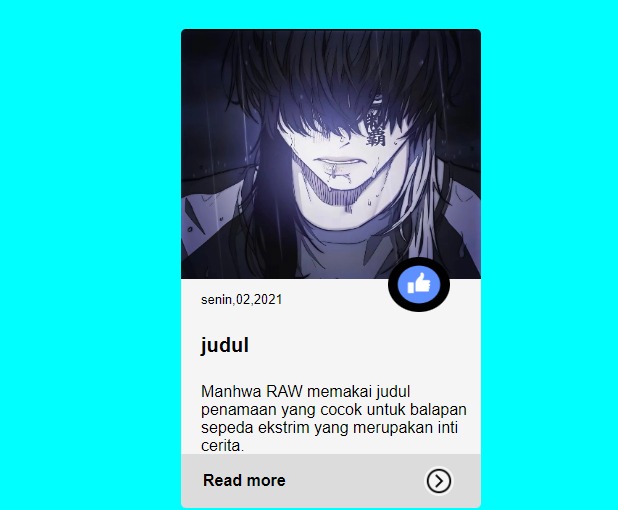 霸
senin,02,2021
judul
Manhwa RAW memakai judul
penamaan yang cocok untuk balapan
sepeda ekstrim yang merupakan inti
cerita.
Read more